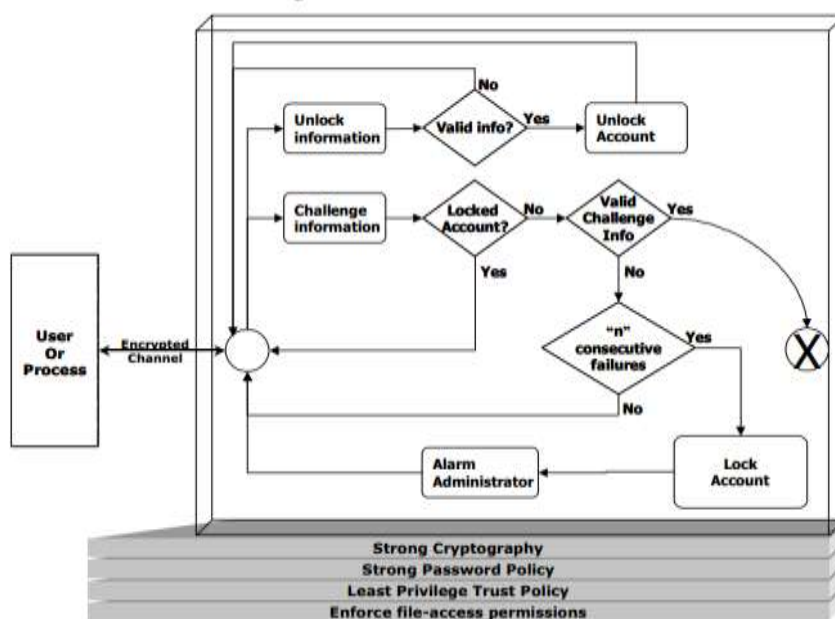 No
Unlock
information
Valid info?
Yes
Unlock
Account
Challenge
information
Locked
Account?
No
Valid
Challenge
Info
Yes
Yes
No
User
Or
Process
Encrypted
Channel
“n”
consecutive
failures
Yes
X
No
Alarm
Administrator
Lock
Account
Strong Cryptography
Strong Password Policy
Least Privilege Trust Policy
Enforce file-access permissions